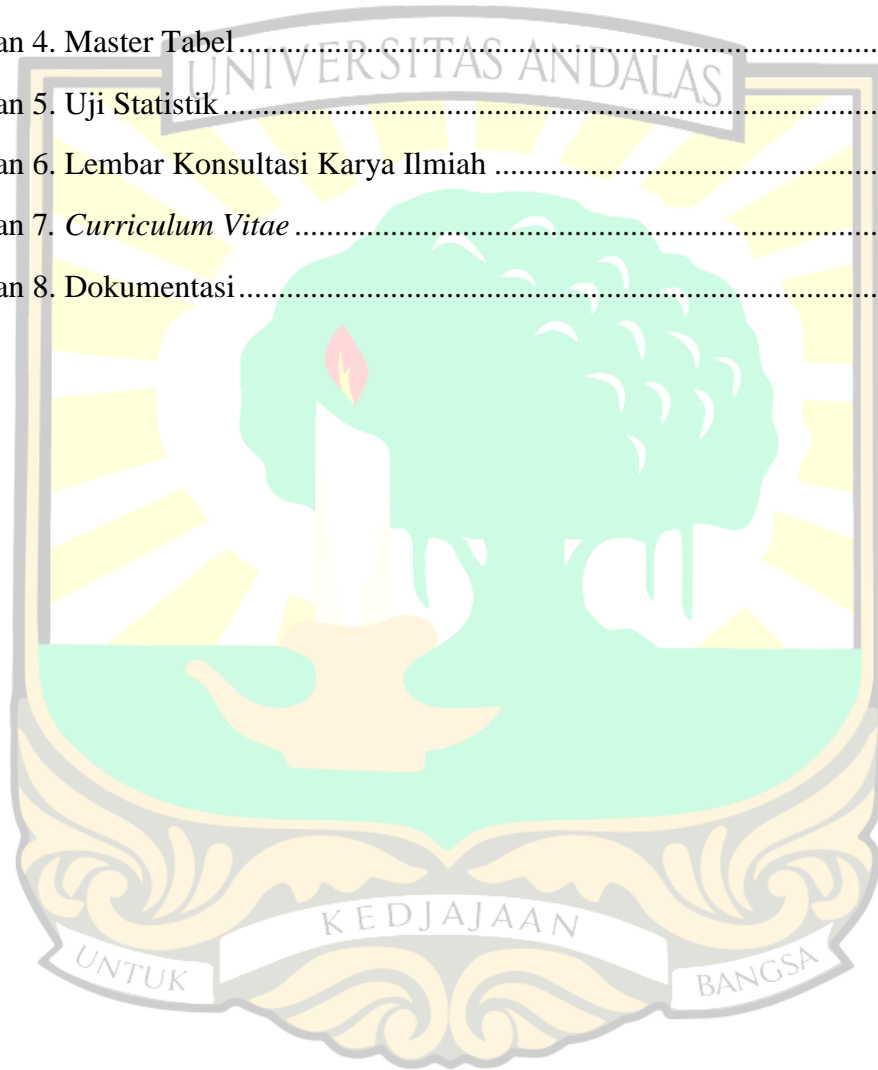 an 4. Master Tabel ................................................................................
UNIVERSITAS ANDALAS
an 5. Uji Statistik ..................................................................................
an 6. Lembar Konsultasi Karya Ilmiah ................................................
an 7. Curriculum Vitae .........................................................................
an 8. Dokumentasi ................................................................................
KEDJAJAAN
UNTUK
BANGSA